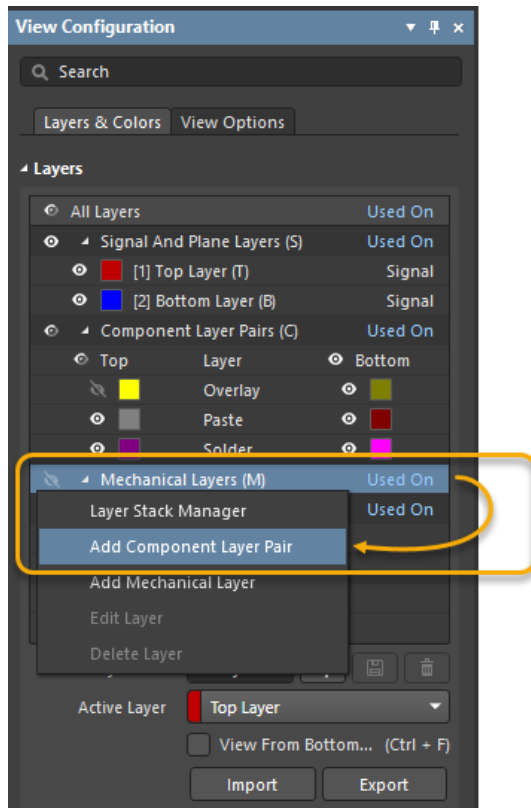 View Configuration
Search
Layers & Colors View Options
Layers
All Layers Used On
Signal And Plane Layers (S) Used On
[1] Top Layer (T) Signal
[2] Bottom Layer (B) Signal
Component Layer Pairs (C) Used On
Top Layer Bottom
Overlay
Paste
Solder
Mechanical Layers (M) Used On
Layer Stack Manager Used On
Add Component Layer Pair
Add Mechanical Layer
Edit Layer
Delete Layer
Active Layer Top Layer
View From Bottom... (Ctrl + F)
Import Export